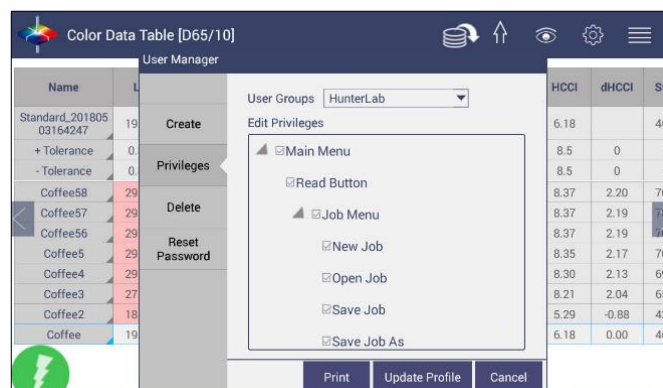 Color Data Table [D65/10]
User Manager
Name
HCCI dHCCI
Standard_201805
03164247
19
6.18
+ Tolerance 0.
8.5 0
- Tolerance 0.
8.5 0
Coffee58 29
8.37 2.20
Coffee57 29
8.37 2.19
Coffee56 29
8.37 2.19
Coffee5 29
8.35 2.17
Coffee4 29
8.30 2.13
Coffee3 27
8.21 2.04
Coffee2 18
5.29 -0.88
Coffee 19
6.18 0.00
Create
Privileges
Delete
Reset
Password
User Groups HunterLab
Edit Privileges
Main Menu
Read Button
Job Menu
New Job
Open Job
Save Job
Save Job As
Print Update Profile Cancel